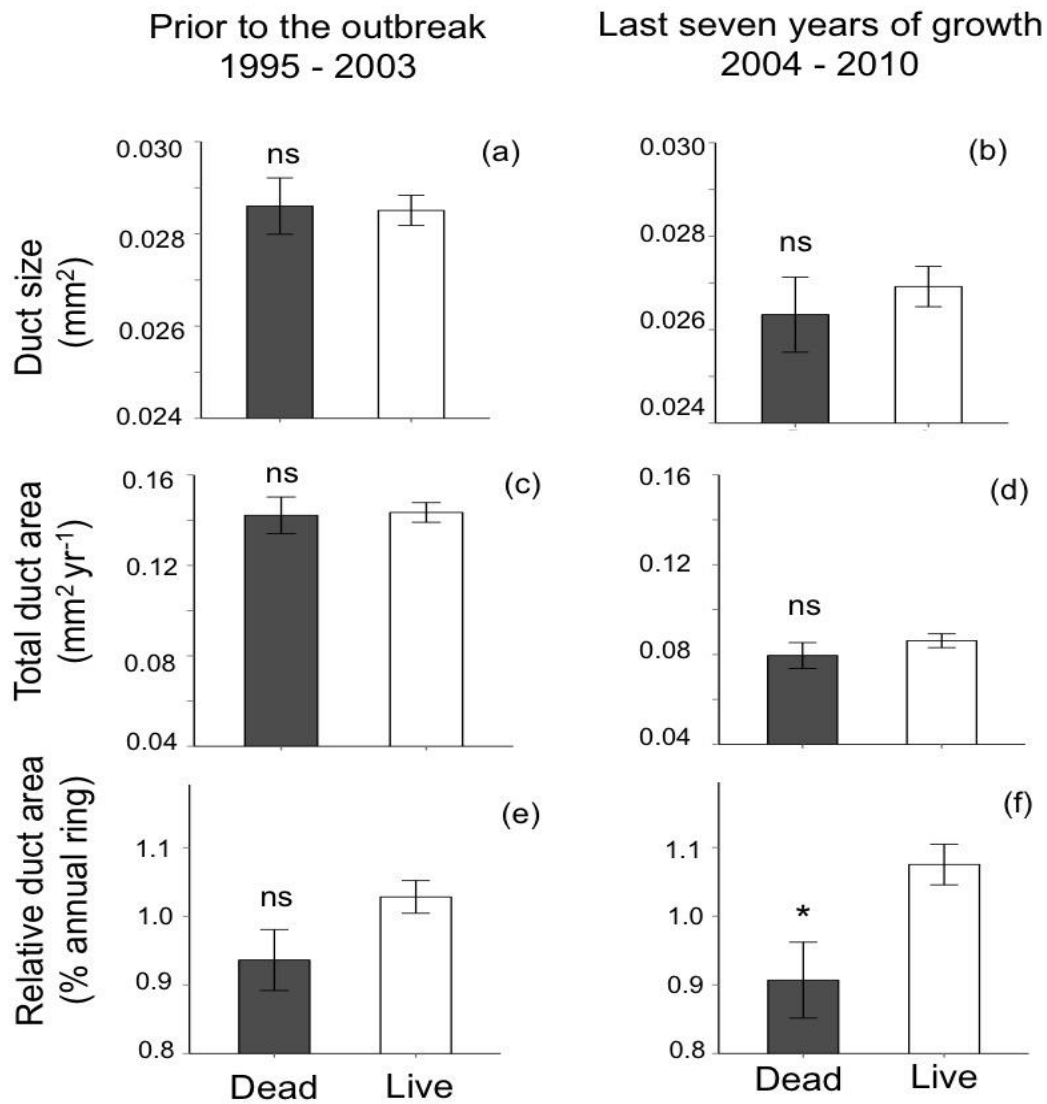 Prior to the outbreak
1995 - 2003
Last seven years of growth
2004 - 2010
Duct size
(mm²)
0.030
0.028
0.026
0.024
ns
(a)
0.030
0.028
0.026
0.024
ns
(b)
Total duct area
(mm² yr⁻¹)
0.16
0.12
0.08
0.04
ns
(c)
0.16
0.12
0.08
0.04
ns
(d)
Relative duct area
(% annual ring)
1.1
1.0
0.9
0.8
ns
(e)
Dead Live
1.1
1.0
0.9
0.8
*
(f)
Dead Live